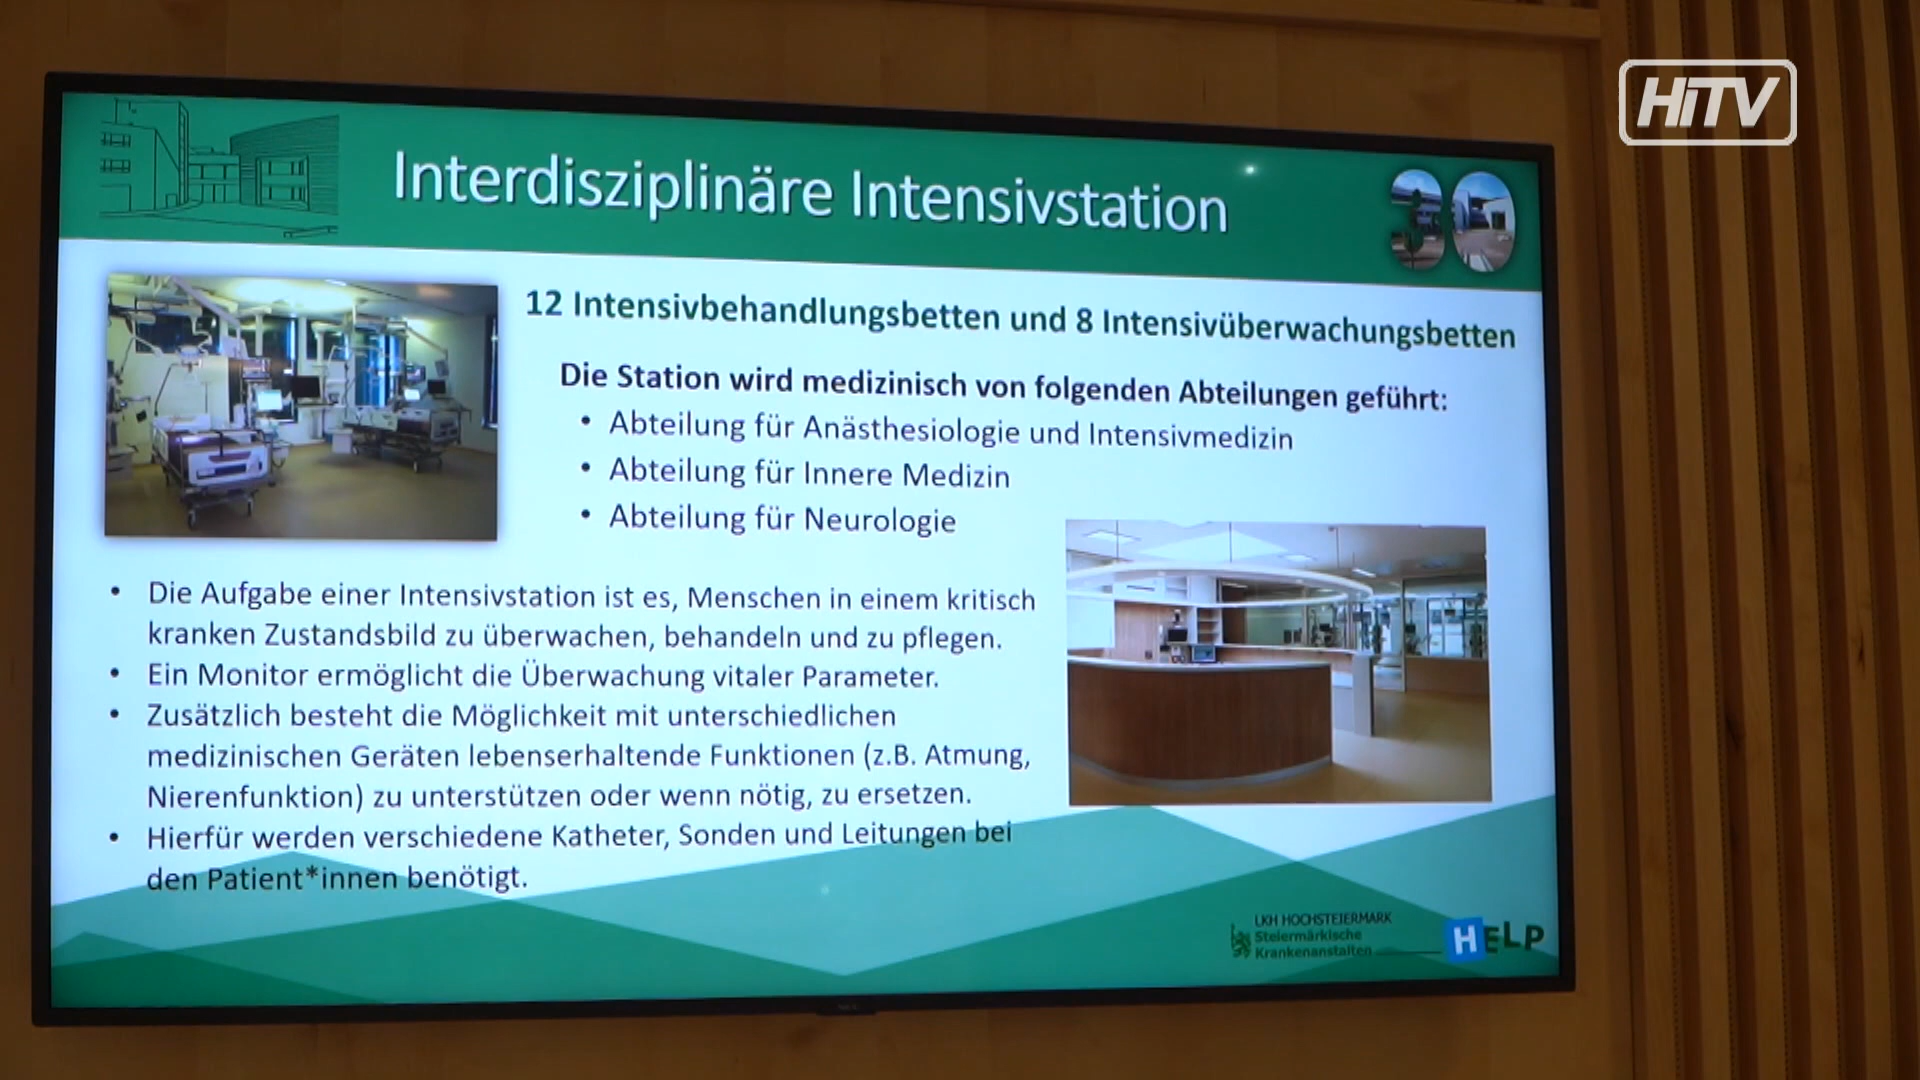 HiTV
Interdisziplinäre Intensivstation
30
12 Intensivbehandlungsbetten und 8 Intensivüberwachungsbetten
Die Station wird medizinisch von folgenden Abteilungen geführt:
• Abteilung für Anästhesiologie und Intensivmedizin
• Abteilung für Innere Medizin
• Abteilung für Neurologie
• Die Aufgabe einer Intensivstation ist es, Menschen in einem kritisch
kranken Zustandsbild zu überwachen, behandeln und zu pflegen.
• Ein Monitor ermöglicht die Überwachung vitaler Parameter.
• Zusätzlich besteht die Möglichkeit mit unterschiedlichen
medizinischen Geräten lebenserhaltende Funktionen (z.B. Atmung,
Nierenfunktion) zu unterstützen oder wenn nötig, zu ersetzen.
• Hierfür werden verschiedene Katheter, Sonden und Leitungen bei
den Patient*innen benötigt.
LKH HOCHSTEIERMARK
Steiermärkische
Krankenanstalten
HELP